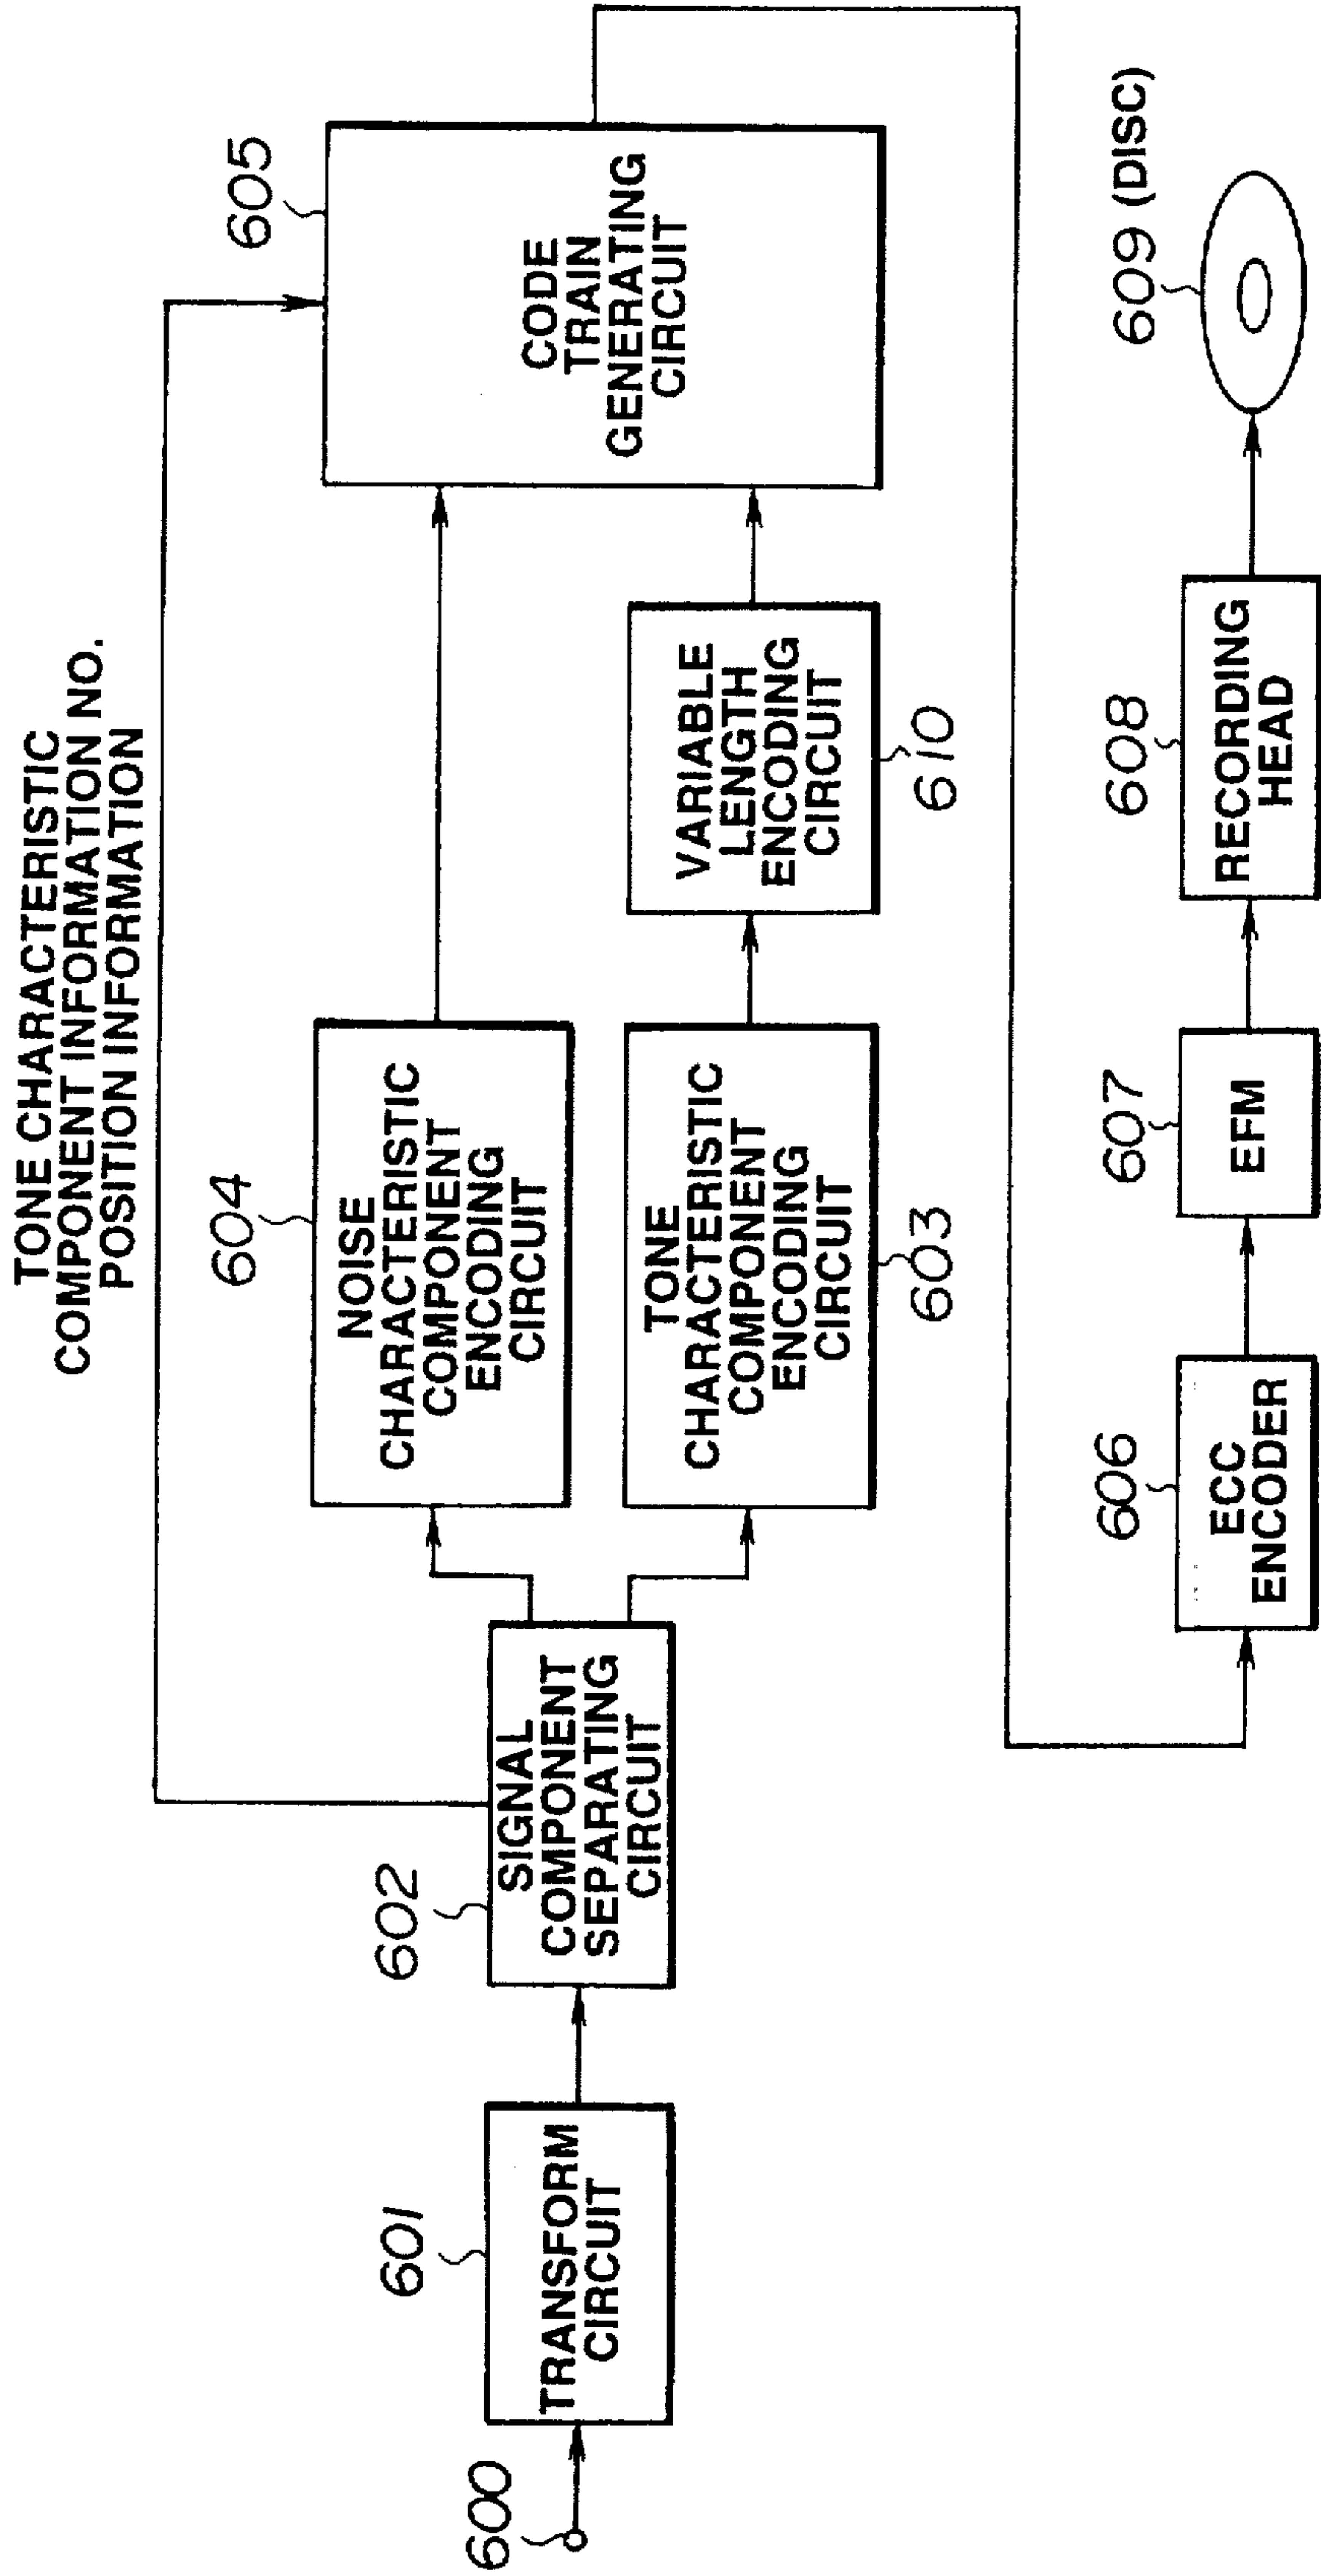 TONE CHARACTERISTIC
COMPONENT INFORMATION NO.
POSITION INFORMATION
600
601
TRANSFORM
CIRCUIT
602
SIGNAL
COMPONENT
SEPARATING
CIRCUIT
604
NOISE
CHARACTERISTIC
COMPONENT
ENCODING
CIRCUIT
TONE
CHARACTERISTIC
COMPONENT
ENCODING
CIRCUIT
603
VARIABLE
LENGTH
ENCODING
CIRCUIT
610
605
CODE
TRAIN
GENERATING
CIRCUIT
606
ECC
ENCODER
607
EFM
608
RECORDING
HEAD
609 (DISC)